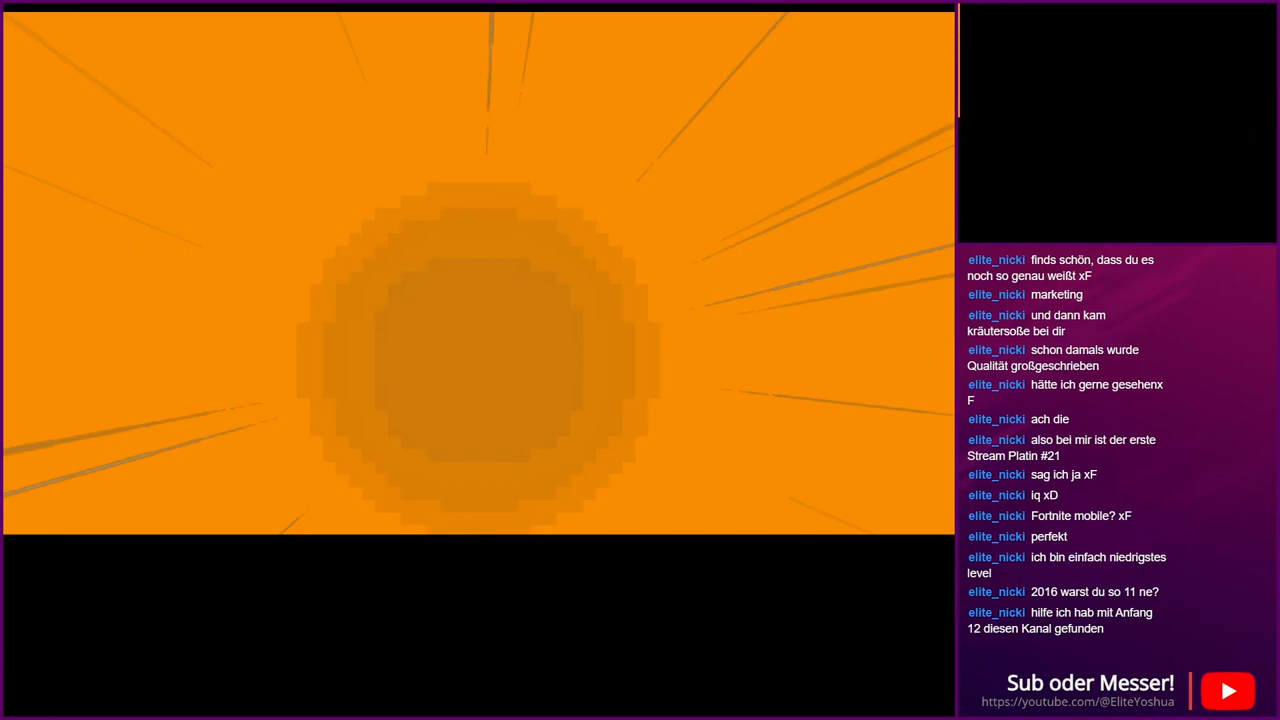 elite_nicki finds schön, dass du es
noch so genau weißt xF
elite_nicki marketing
elite_nicki und dann kam
kräutersoße bei dir
elite_nicki schon damals wurde
Qualität großgeschrieben
elite_nicki hätte ich gerne gesehenx
F
elite_nicki ach die
elite_nicki also bei mir ist der erste
Stream Platin #21
elite_nicki sag ich ja xF
elite_nicki iq xD
elite_nicki Fortnite mobile? xF
elite_nicki perfekt
elite_nicki ich bin einfach niedrigstes
level
elite_nicki 2016 warst du so 11 ne?
elite_nicki hilfe ich hab mit Anfang
12 diesen Kanal gefunden
Sub oder Messer!
https://youtube.com/@EliteYoshua